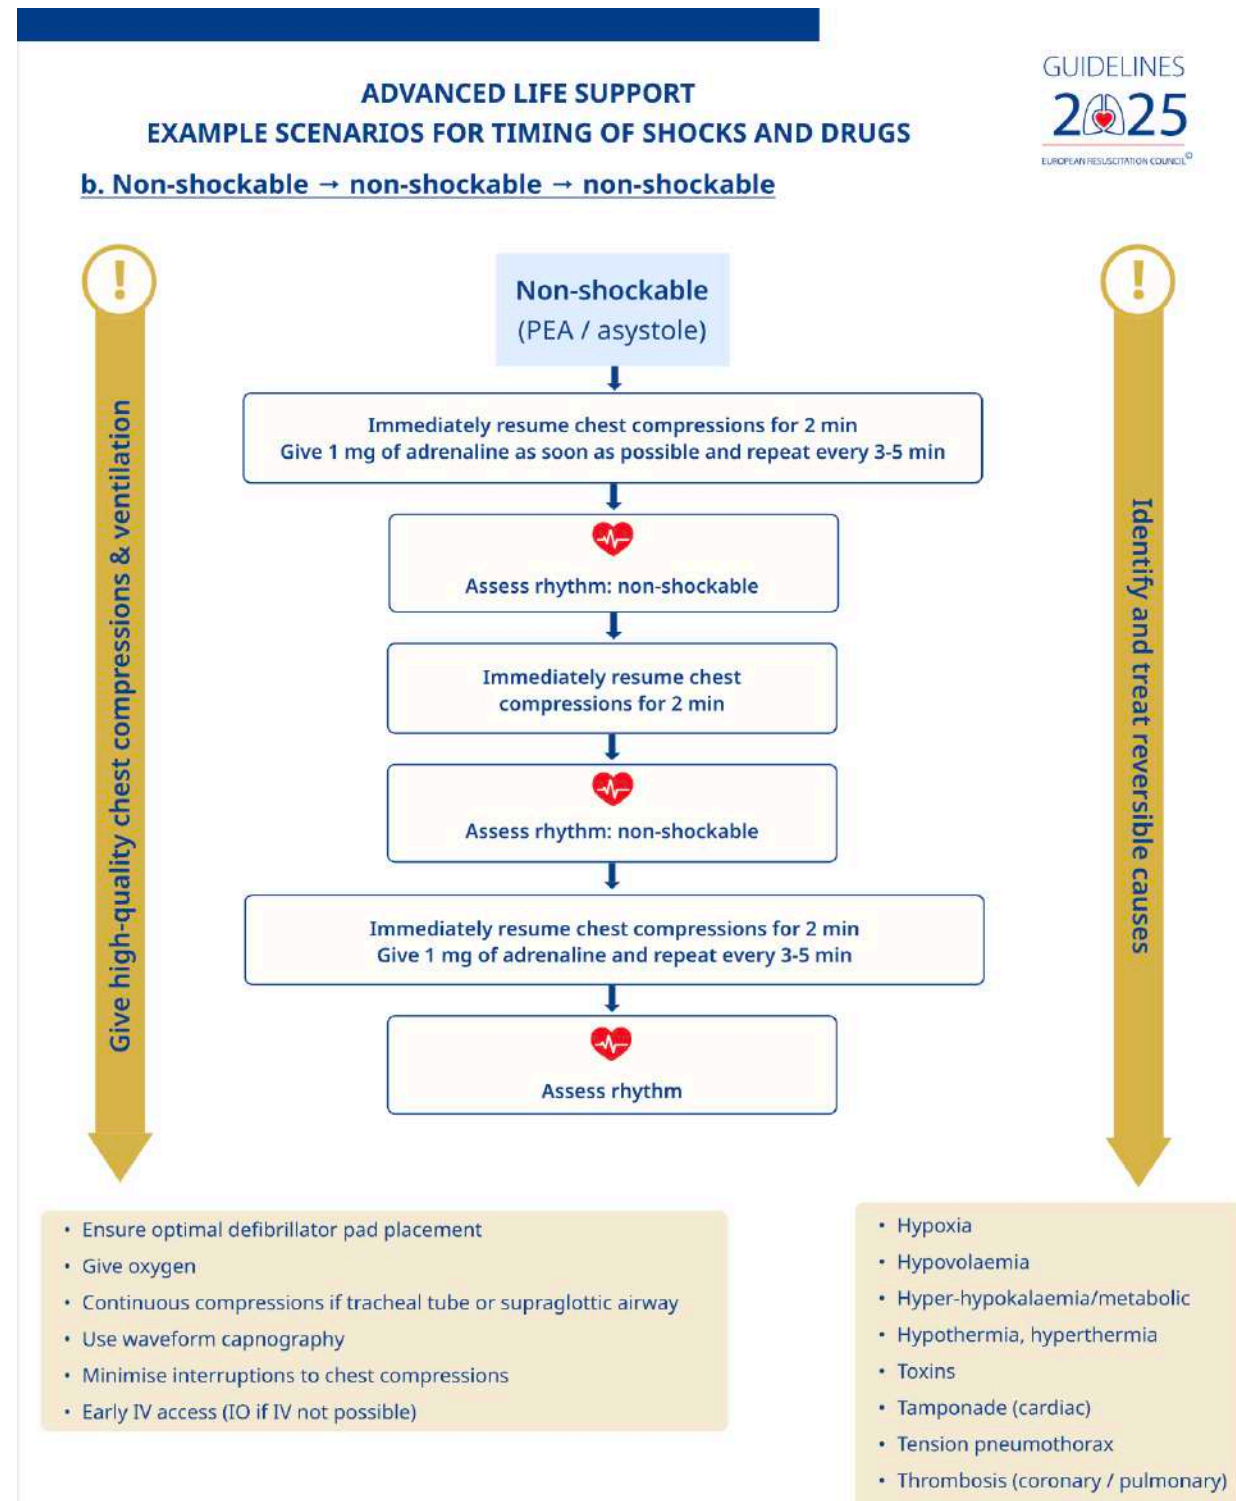 ADVANCED LIFE SUPPORT
EXAMPLE SCENARIOS FOR TIMING OF SHOCKS AND DRUGS
GUIDELINES
2025
EUROPEAN RESUSCITATION COUNCIL©
b. Non-shockable → non-shockable → non-shockable
!
!
Give high-quality chest compressions & ventilation
Non-shockable
(PEA / asystole)
Immediately resume chest compressions for 2 min
Give 1 mg of adrenaline as soon as possible and repeat every 3-5 min
Assess rhythm: non-shockable
Immediately resume chest
compressions for 2 min
Assess rhythm: non-shockable
Immediately resume chest compressions for 2 min
Give 1 mg of adrenaline and repeat every 3-5 min
Assess rhythm
Identify and treat reversible causes
• Ensure optimal defibrillator pad placement
• Give oxygen
• Continuous compressions if tracheal tube or supraglottic airway
• Use waveform capnography
• Minimise interruptions to chest compressions
• Early IV access (IO if IV not possible)
• Hypoxia
• Hypovolaemia
• Hyper-hypokalaemia/metabolic
• Hypothermia, hyperthermia
• Toxins
• Tamponade (cardiac)
• Tension pneumothorax
• Thrombosis (coronary / pulmonary)